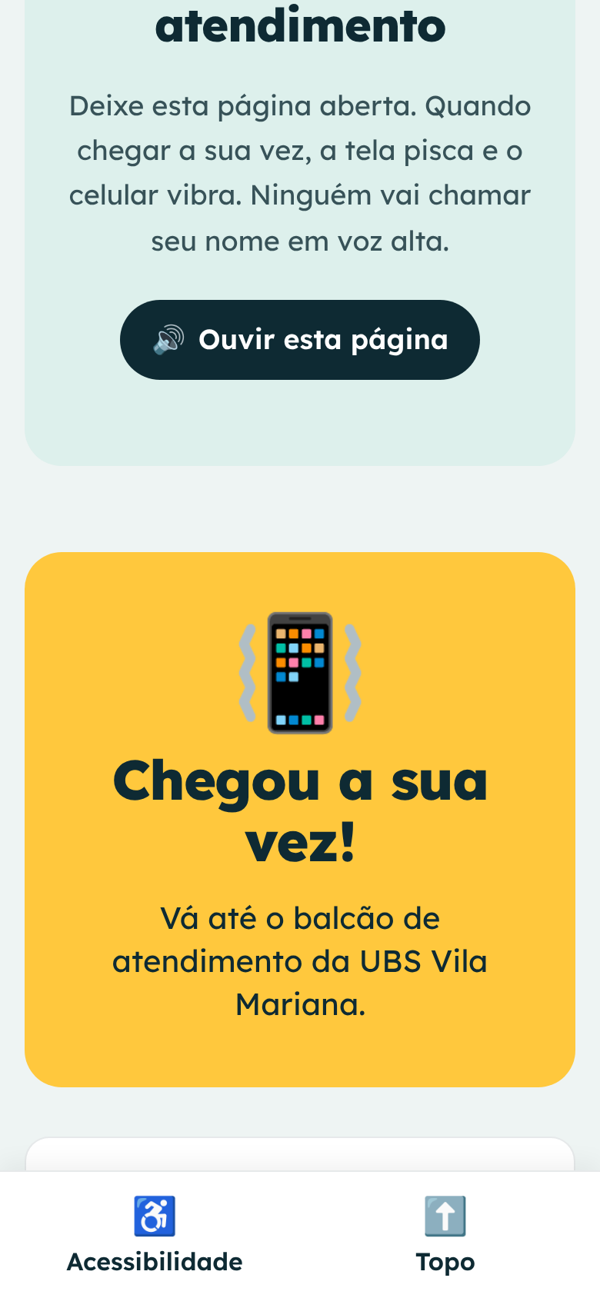 atendimento
Deixe esta página aberta. Quando
chegar a sua vez, a tela pisca e o
celular vibra. Ninguém vai chamar
seu nome em voz alta.
🔊 Ouvir esta página
Chegou a sua
vez!
Vá até o balcão de
atendimento da UBS Vila
Mariana.
Acessibilidade
Topo